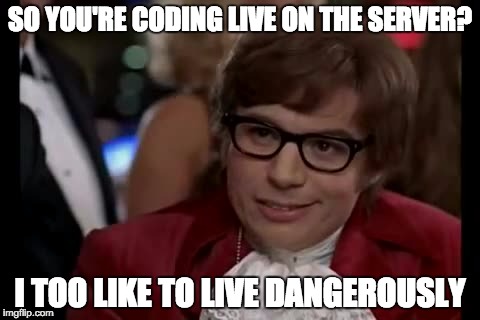 SO YOU'RE CODING LIVE ON THE SERVER?
I TOO LIKE TO LIVE DANGEROUSLY
imgflip.com